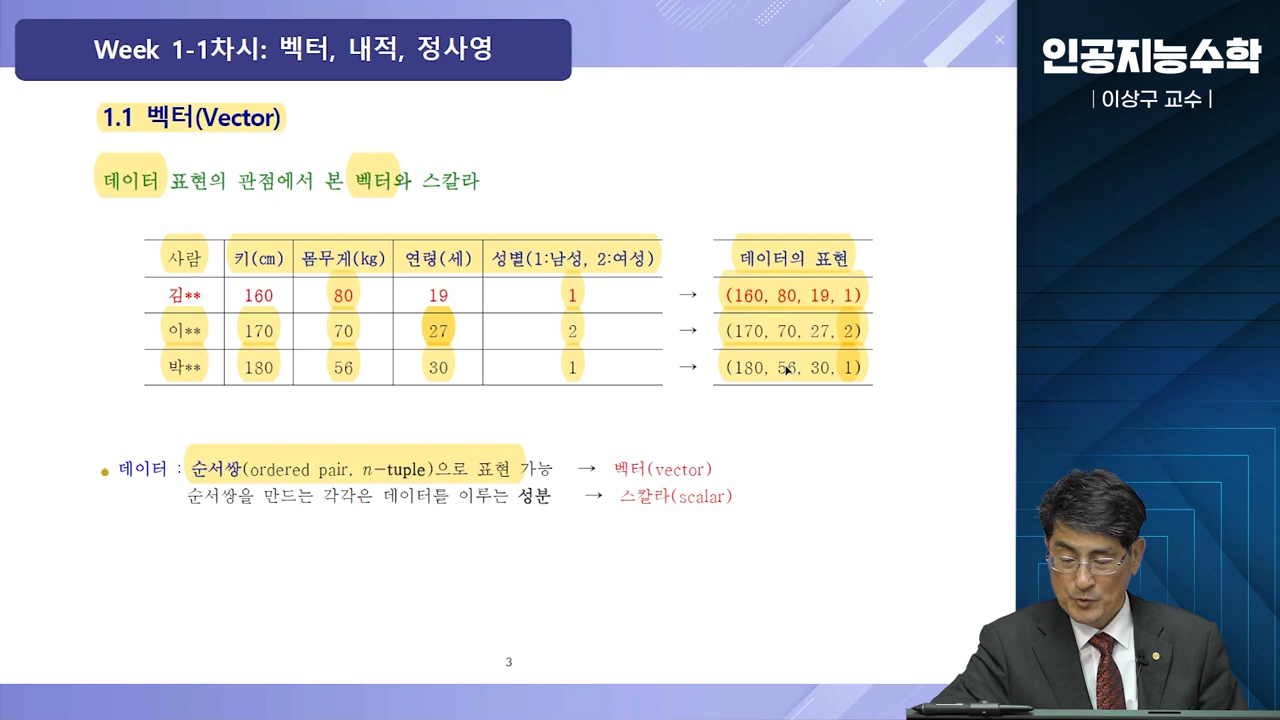 Week 1-1차시: 벡터, 내적, 정사영
인공지능수학
| 이상구 교수 |
1.1 벡터(Vector)
데이터 표현의 관점에서 본 벡터와 스칼라
사람 키(cm) 몸무게(kg) 연령(세) 성별(1:남성, 2:여성) 데이터의 표현
김** 160 80 19 1 → (160, 80, 19, 1)
이** 170 70 27 2 → (170, 70, 27, 2)
박** 180 56 30 1 → (180, 56, 30, 1)
데이터 : 순서쌍(ordered pair, n-tuple)으로 표현 가능 → 벡터(vector)
순서쌍을 만드는 각각은 데이터를 이루는 성분 → 스칼라(scalar)
3